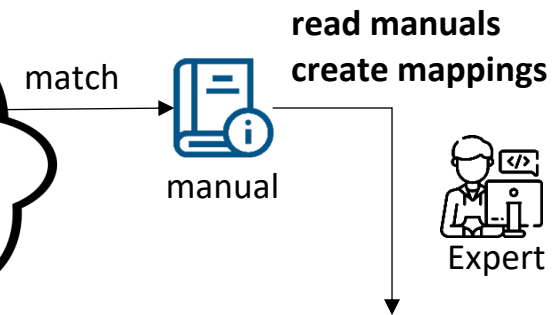 read manuals
create mappings
match
manual
Expert